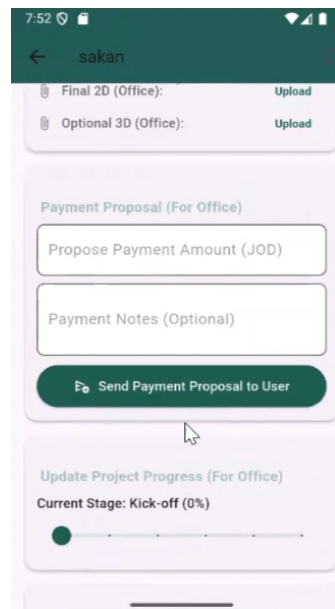 7:52
sakan
Final 2D (Office):
Upload
Optional 3D (Office):
Upload
Payment Proposal (For Office)
Propose Payment Amount (JOD)
Payment Notes (Optional)
Send Payment Proposal to User
Update Project Progress (For Office)
Current Stage: Kick-off (0%)